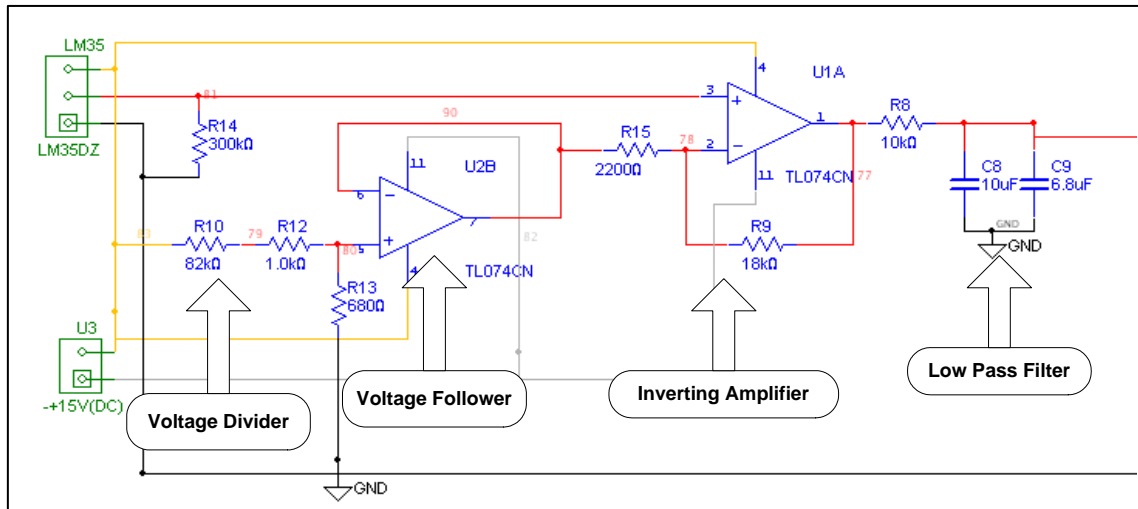 LM35
LM35DZ
81
R14
300kΩ
90
U2B
11
6
5
7
4
TL074CN
83
R10
82kΩ
79
R12
1.0kΩ
80
R13
680Ω
82
R15
2200Ω
78
U1A
4
3
2
1
11
TL074CN
77
R9
18kΩ
R8
10kΩ
C8
10uF
C9
6.8uF
GND
GND
U3
-+15V(DC)
Voltage Divider
Voltage Follower
Inverting Amplifier
Low Pass Filter
GND